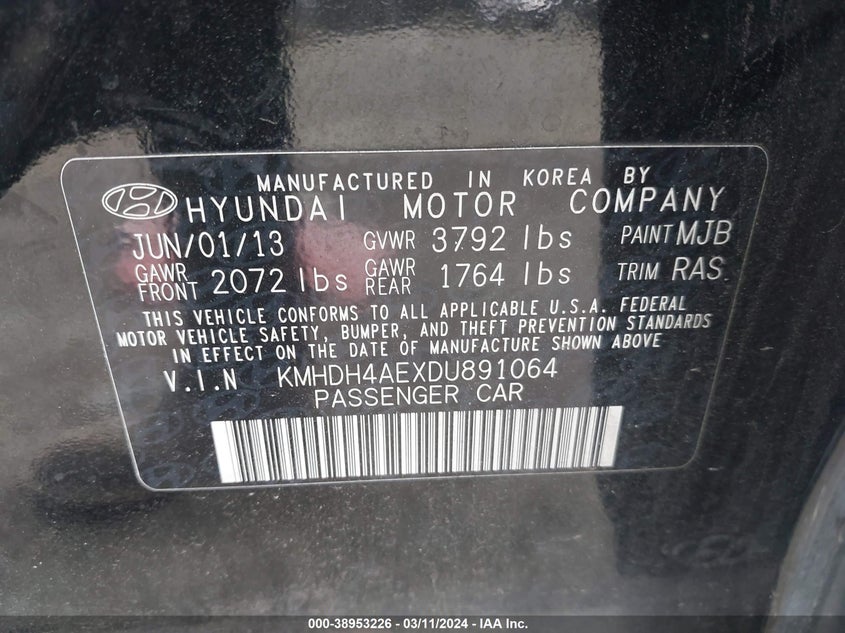 MANUFACTURED IN KOREA BY
HYUNDAI MOTOR COMPANY
JUN/01/13 GVWR 3792 lbs PAINT MJB
GAWR FRONT 2072 lbs GAWR REAR 1764 lbs TRIM RAS
THIS VEHICLE CONFORMS TO ALL APPLICABLE U.S.A. FEDERAL
MOTOR VEHICLE SAFETY, BUMPER, AND THEFT PREVENTION STANDARDS
IN EFFECT ON THE DATE OF MANUFACTURE SHOWN ABOVE
V.I.N KMHDH4AEXDU891064
PASSENGER CAR
000-38953226 - 03/11/2024 - IAA Inc.